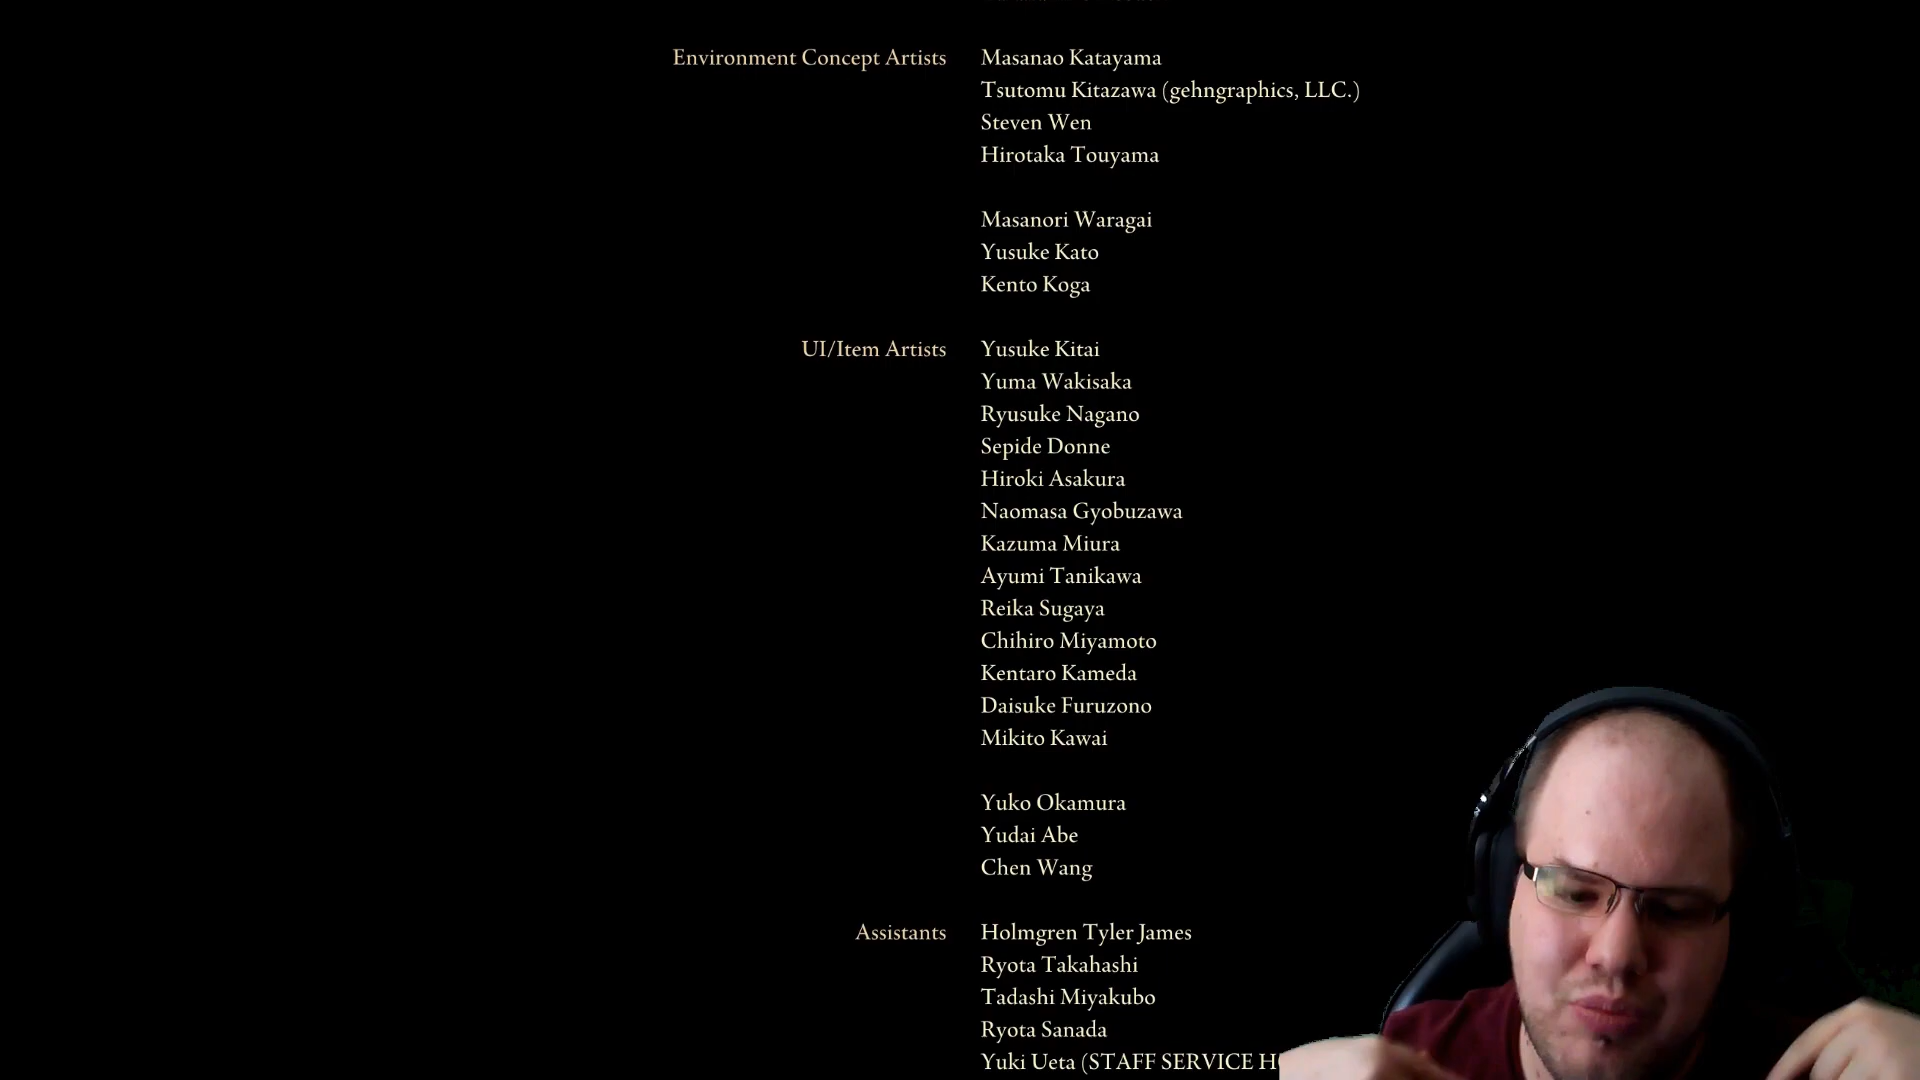 Environment Concept Artists Masanao Katayama
Tsutomu Kitazawa (gehngraphics, LLC.)
Steven Wen
Hirotaka Touyama
Masanori Waragai
Yusuke Kato
Kento Koga
UI/Item Artists Yusuke Kitai
Yuma Wakisaka
Ryusuke Nagano
Sepide Donne
Hiroki Asakura
Naomasa Gyobuzawa
Kazuma Miura
Ayumi Tanikawa
Reika Sugaya
Chihiro Miyamoto
Kentaro Kameda
Daisuke Furuzono
Mikito Kawai
Yuko Okamura
Yudai Abe
Chen Wang
Assistants Holmgren Tyler James
Ryota Takahashi
Tadashi Miyakubo
Ryota Sanada
Yuki Ueta (STAFF SERVICE